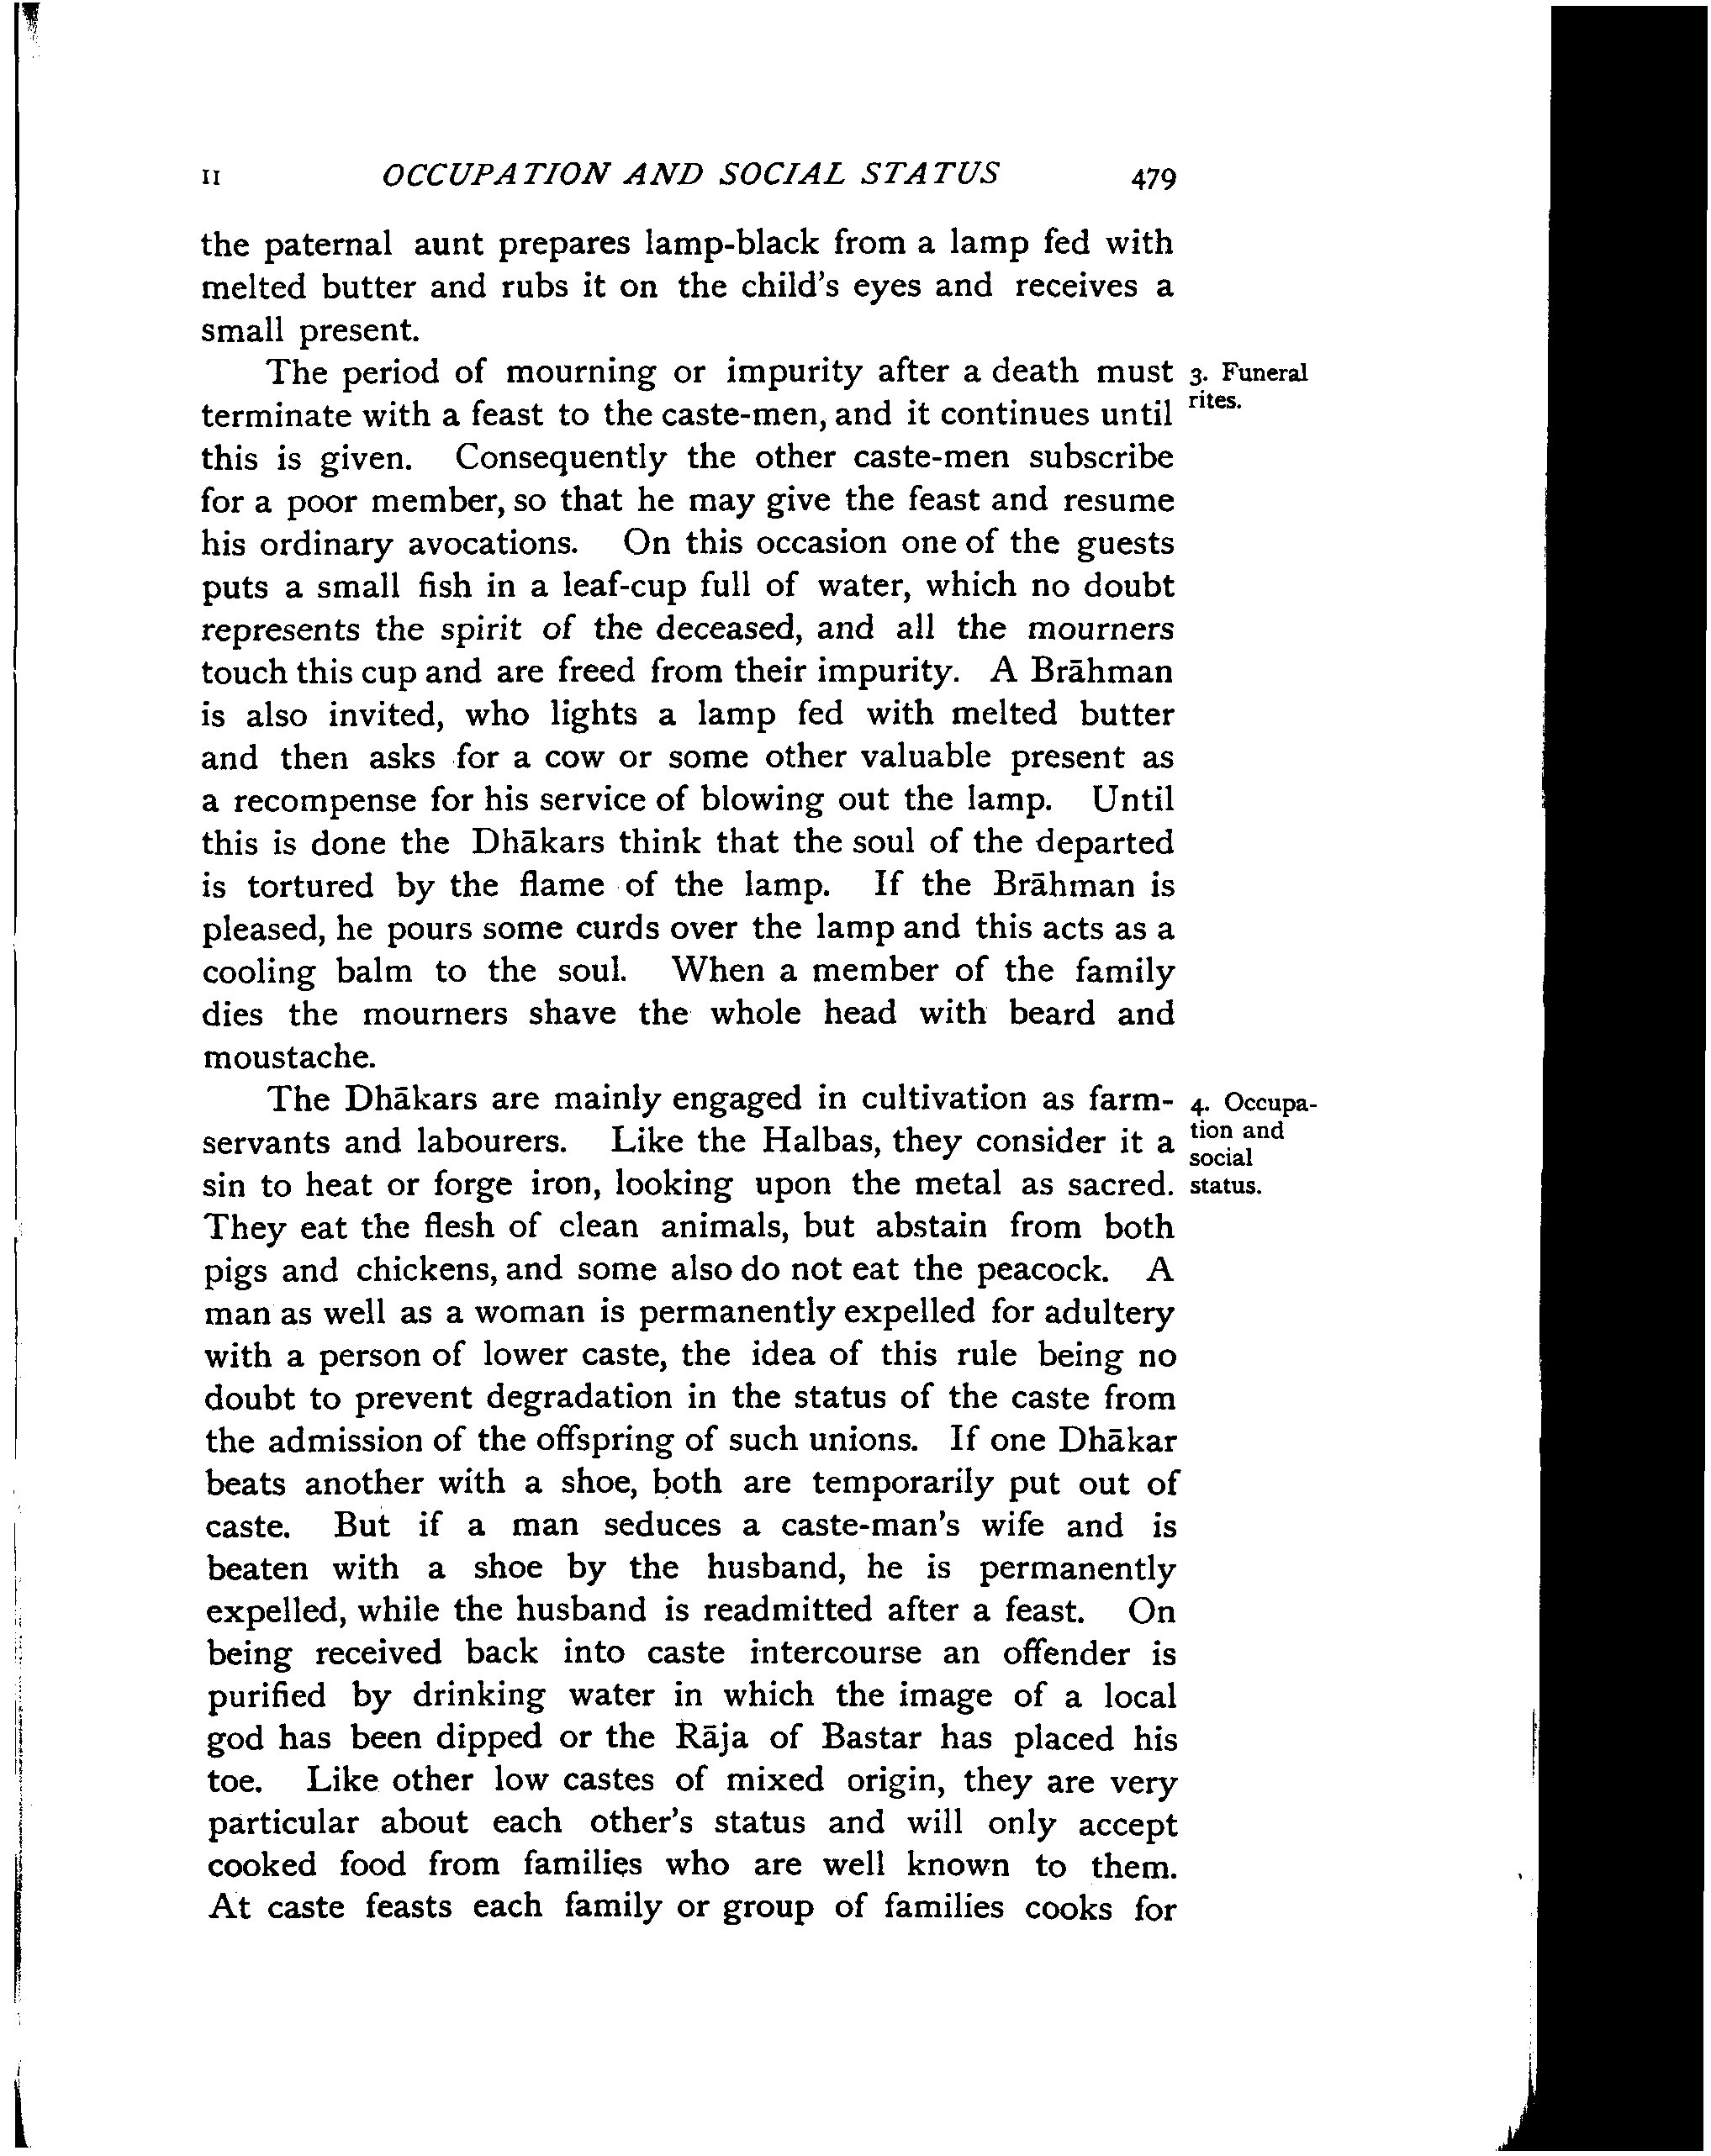 II OCCUPATION AND SOCIAL STATUS 479
the paternal aunt prepares lamp-black from a lamp fed with
melted butter and rubs it on the child's eyes and receives a
small present.
The period of mourning or impurity after a death must
3. Funeral
rites.
terminate with a feast to the caste-men, and it continues until
this is given. Consequently the other caste-men subscribe
for a poor member, so that he may give the feast and resume
his ordinary avocations. On this occasion one of the guests
puts a small fish in a leaf-cup full of water, which no doubt
represents the spirit of the deceased, and all the mourners
touch this cup and are freed from their impurity. A Brāhman
is also invited, who lights a lamp fed with melted butter
and then asks for a cow or some other valuable present as
a recompense for his service of blowing out the lamp. Until
this is done the Dhākars think that the soul of the departed
is tortured by the flame of the lamp. If the Brāhman is
pleased, he pours some curds over the lamp and this acts as a
cooling balm to the soul. When a member of the family
dies the mourners shave the whole head with beard and
moustache.
The Dhākars are mainly engaged in cultivation as farm-
4. Occupa-
tion and
social
status.
servants and labourers. Like the Halbas, they consider it a
sin to heat or forge iron, looking upon the metal as sacred.
They eat the flesh of clean animals, but abstain from both
pigs and chickens, and some also do not eat the peacock. A
man as well as a woman is permanently expelled for adultery
with a person of lower caste, the idea of this rule being no
doubt to prevent degradation in the status of the caste from
the admission of the offspring of such unions. If one Dhākar
beats another with a shoe, both are temporarily put out of
caste. But if a man seduces a caste-man's wife and is
beaten with a shoe by the husband, he is permanently
expelled, while the husband is readmitted after a feast. On
being received back into caste intercourse an offender is
purified by drinking water in which the image of a local
god has been dipped or the Rāja of Bastar has placed his
toe. Like other low castes of mixed origin, they are very
particular about each other's status and will only accept
cooked food from families who are well known to them.
At caste feasts each family or group of families cooks for